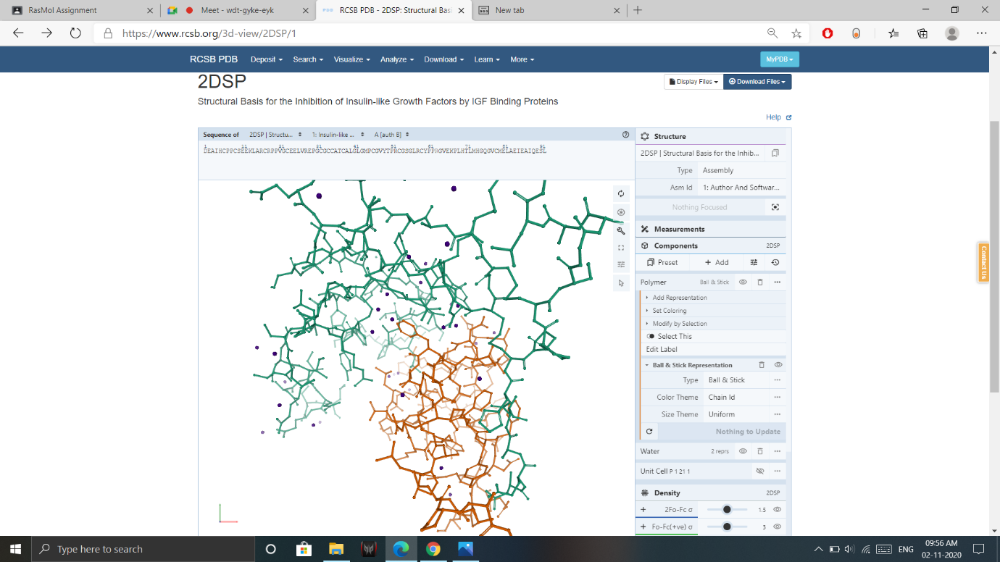 RasMol Assignment
Meet - wdt-gyke-eyk
RCSB PDB - 2DSP: Structural Basi
New tab
https://www.rcsb.org/3d-view/2DSP/1
RCSB PDB Deposit Search Visualize Analyze Download Learn More MyPDB
2DSP
Display Files Download Files
Structural Basis for the Inhibition of Insulin-like Growth Factors by IGF Binding Proteins
Help
Sequence of 2DSP | Structu... 1: Insulin-like ... A [auth B]
1 11 21 31 41 51 61 71 81 91
DEAIHCPPCSEEKLARCRPPVGCEELVREPGCGCCATCALGLGMPCGVYTPRCGSGLRCYPPRGVEKPLHTLMHGQGVCMELAEIEAIQESL
Structure
2DSP | Structural Basis for the Inhib...
Type Assembly
Asm Id 1: Author And Softwar...
Nothing Focused
Measurements
Components 2DSP
Preset + Add
Polymer Ball & Stick
Add Representation
Set Coloring
Modify by Selection
Select This
Edit Label
Ball & Stick Representation
Type Ball & Stick
Color Theme Chain Id
Size Theme Uniform
Nothing to Update
Water 2 reprs
Unit Cell P 1 21 1
Density 2DSP
+ 2Fo-Fc σ 1.5
+ Fo-Fc(+ve) σ 3
Contact Us
Type here to search
ENG
09:56 AM
02-11-2020